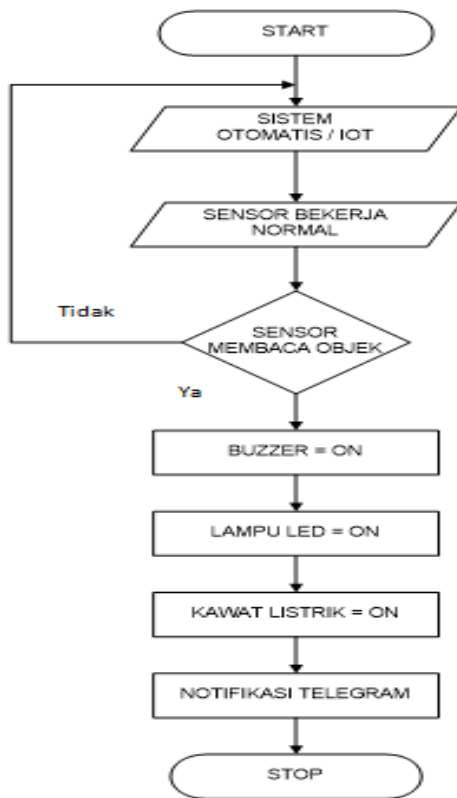 START
SISTEM
OTOMATIS / IOT
SENSOR BEKERJA
NORMAL
SENSOR
MEMBACA OBJEK
Tidak
Ya
BUZZER = ON
LAMPU LED = ON
KAWAT LISTRIK = ON
NOTIFIKASI TELEGRAM
STOP